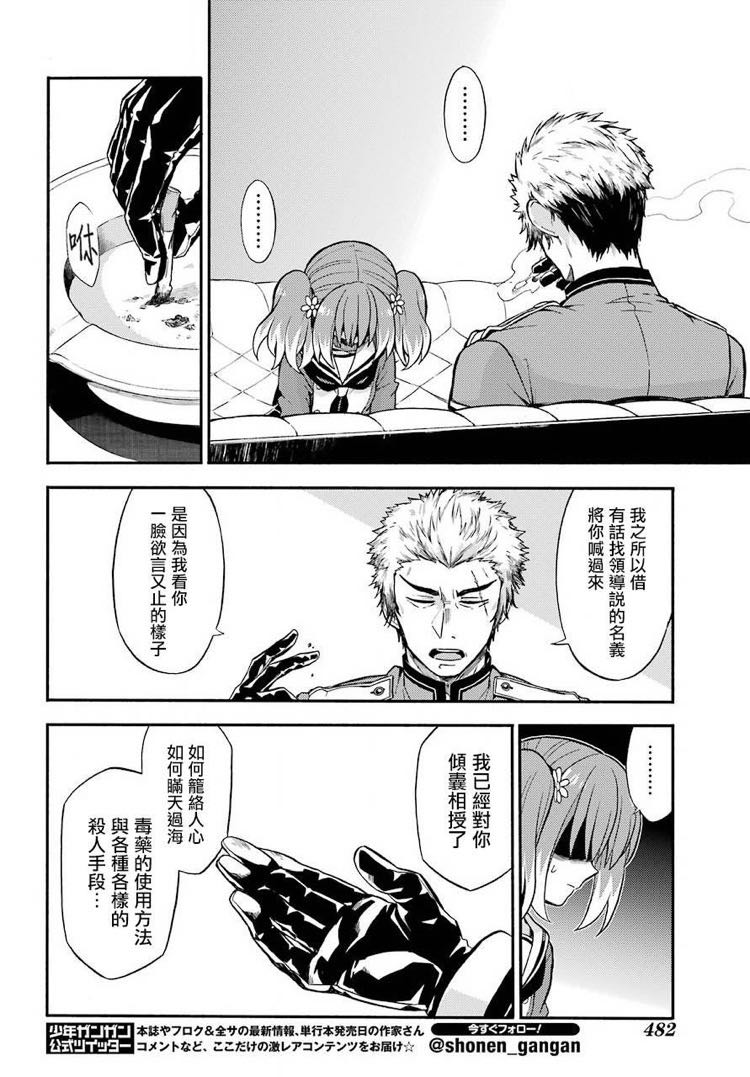 ………
………
咻
我之所以借
有話找領導說的名義
將你喊過來
是因為我看你
一臉欲言又止的樣子
………
我已經對你
傾囊相授了
如何籠絡人心
如何瞞天過海
毒藥的使用方法
與各種各樣的
殺人手段…
少年ガンガン
公式ツイッター
本誌やフロク&全サの最新情報、単行本発売日の作家さん
コメントなど、ここだけの激レアコンテンツをお届け☆
今すぐフォロー!
@shonen_gangan
482